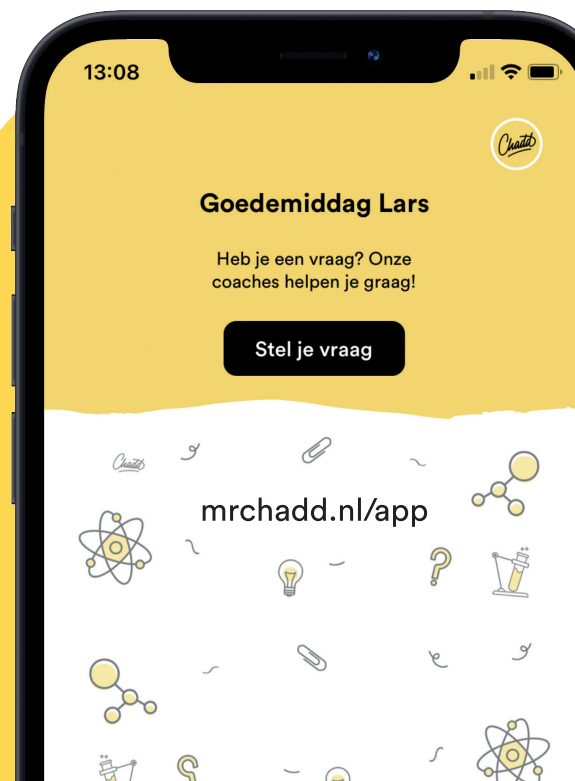 13:08
Chadd
Goedemiddag Lars
Heb je een vraag? Onze
coaches helpen je graag!
Stel je vraag
Chadd
mrchadd.nl/app